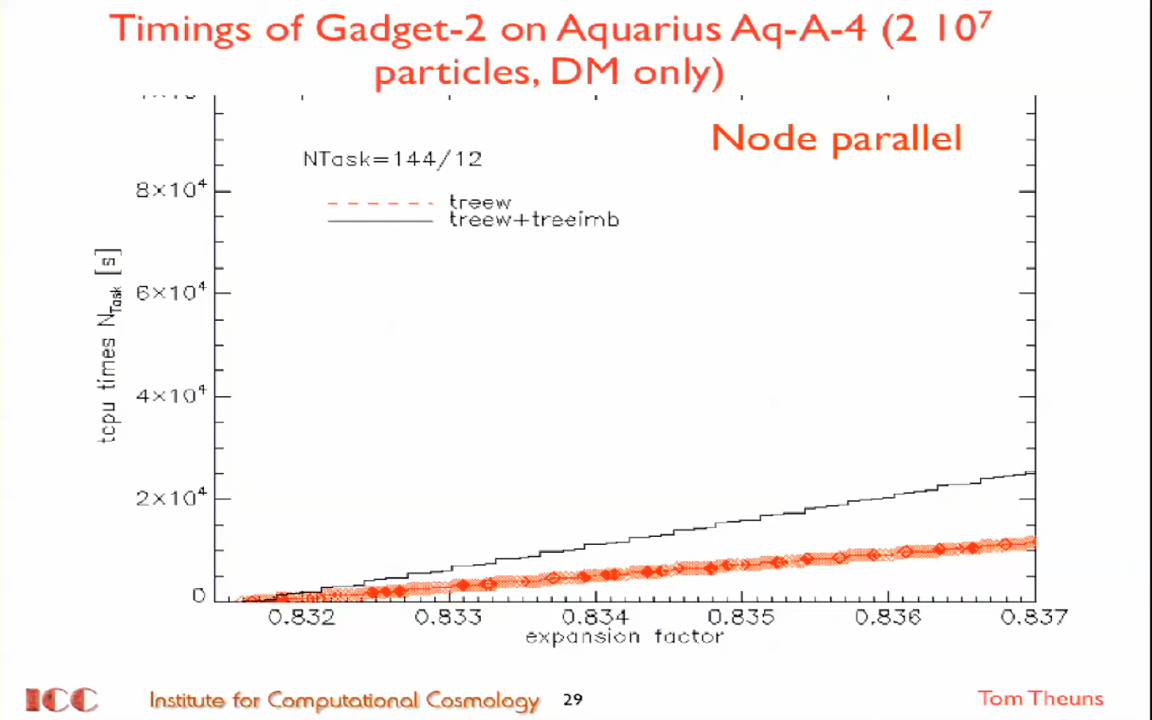 Timings of Gadget-2 on Aquarius Aq-A-4 (2 10⁷
particles, DM only)
Node parallel
NTask=144/12
treew
treew+treeimb
8×10⁴
6×10⁴
4×10⁴
2×10⁴
0
tcpu times N_Task [s]
0.832 0.833 0.834 0.835 0.836 0.837
expansion factor
ICC Institute for Computational Cosmology 29 Tom Theuns